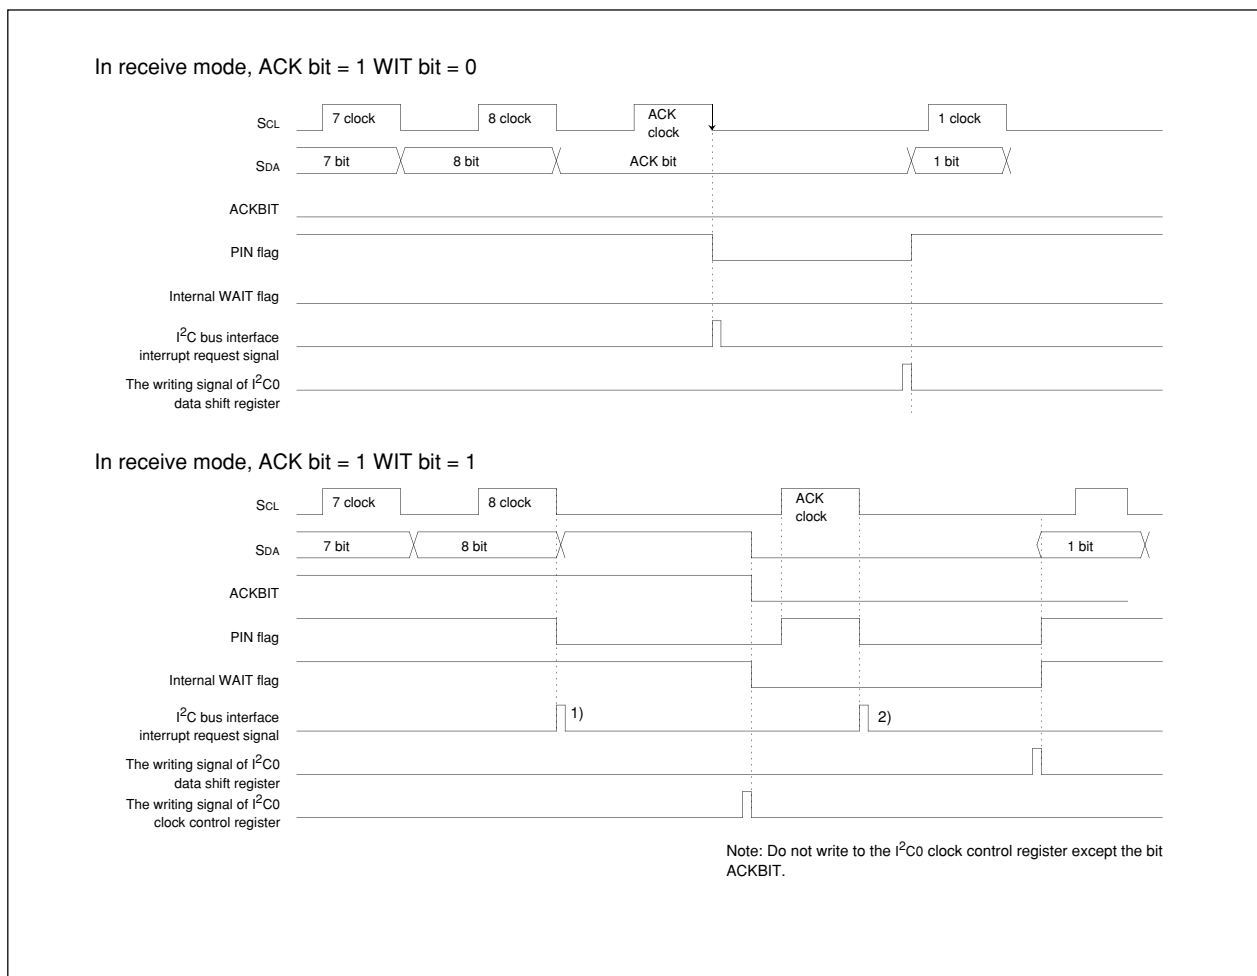 In receive mode, ACK bit = 1 WIT bit = 0
SCL
7 clock
8 clock
ACK
clock
1 clock
SDA
7 bit
8 bit
ACK bit
1 bit
ACKBIT
PIN flag
Internal WAIT flag
I²C bus interface
interrupt request signal
The writing signal of I²C0
data shift register
In receive mode, ACK bit = 1 WIT bit = 1
SCL
7 clock
8 clock
ACK
clock
SDA
7 bit
8 bit
1 bit
ACKBIT
PIN flag
Internal WAIT flag
I²C bus interface
interrupt request signal
1)
2)
The writing signal of I²C0
data shift register
The writing signal of I²C0
clock control register
Note: Do not write to the I²C0 clock control register except the bit
ACKBIT.